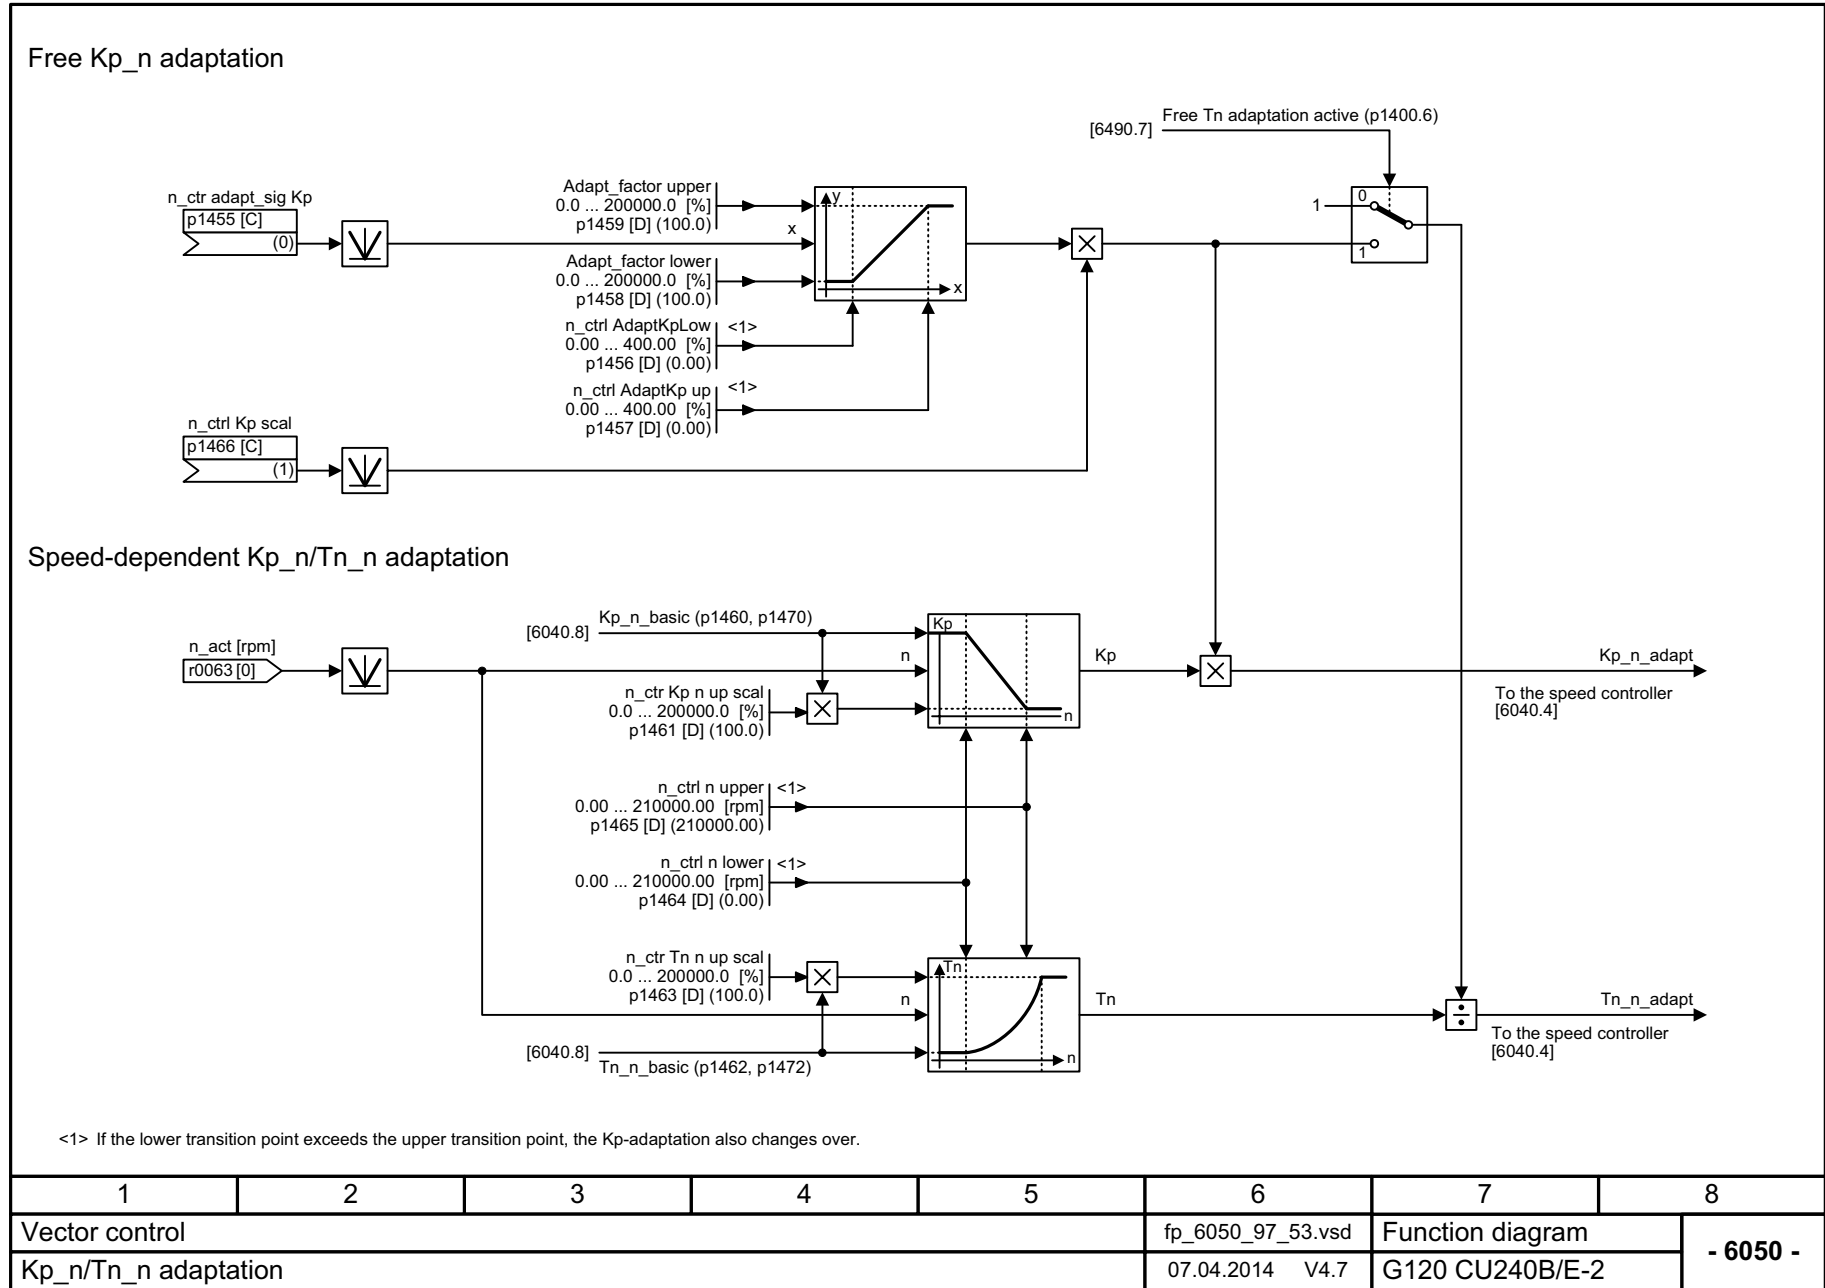 Free Kp_n adaptation
Free Tn adaptation active (p1400.6)
[6490.7]
n_ctr adapt_sig Kp
p1455 [C]
(0)
Adapt_factor upper
0.0 ... 200000.0 [%]
p1459 [D] (100.0)
x
Adapt_factor lower
0.0 ... 200000.0 [%]
p1458 [D] (100.0)
y
x
1
0
1
n_ctrl AdaptKpLow
<1>
0.00 ... 400.00 [%]
p1456 [D] (0.00)
n_ctrl AdaptKp up
<1>
0.00 ... 400.00 [%]
p1457 [D] (0.00)
n_ctrl Kp scal
p1466 [C]
(1)
Speed-dependent Kp_n/Tn_n adaptation
[6040.8]
Kp_n_basic (p1460, p1470)
n_act [rpm]
r0063 [0]
n
Kp
n
Kp
Kp_n_adapt
To the speed controller
[6040.4]
n_ctr Kp n up scal
0.0 ... 200000.0 [%]
p1461 [D] (100.0)
n_ctrl n upper
<1>
0.00 ... 210000.00 [rpm]
p1465 [D] (210000.00)
n_ctrl n lower
<1>
0.00 ... 210000.00 [rpm]
p1464 [D] (0.00)
n_ctr Tn n up scal
0.0 ... 200000.0 [%]
p1463 [D] (100.0)
n
Tn
n
Tn
Tn_n_adapt
To the speed controller
[6040.4]
[6040.8]
Tn_n_basic (p1462, p1472)
<1> If the lower transition point exceeds the upper transition point, the Kp-adaptation also changes over.
1 2 3 4 5 6 7 8
Vector control
fp_6050_97_53.vsd
Function diagram
- 6050 -
Kp_n/Tn_n adaptation
07.04.2014 V4.7
G120 CU240B/E-2